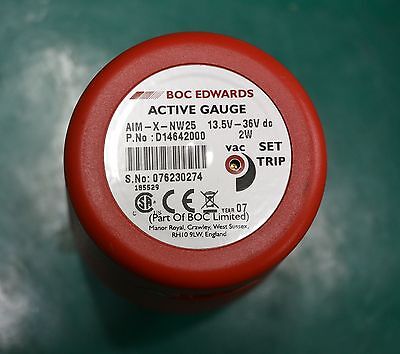 BOC EDWARDS
ACTIVE GAUGE
AIM-X-NW25 13.5V-36V dc
P.No: D14642000 2W
vac SET
TRIP
S.No: 076230274
185529
YEAR 07
(Part Of BOC Limited)
Manor Royal, Crawley, West Sussex,
RH10 9LW, England